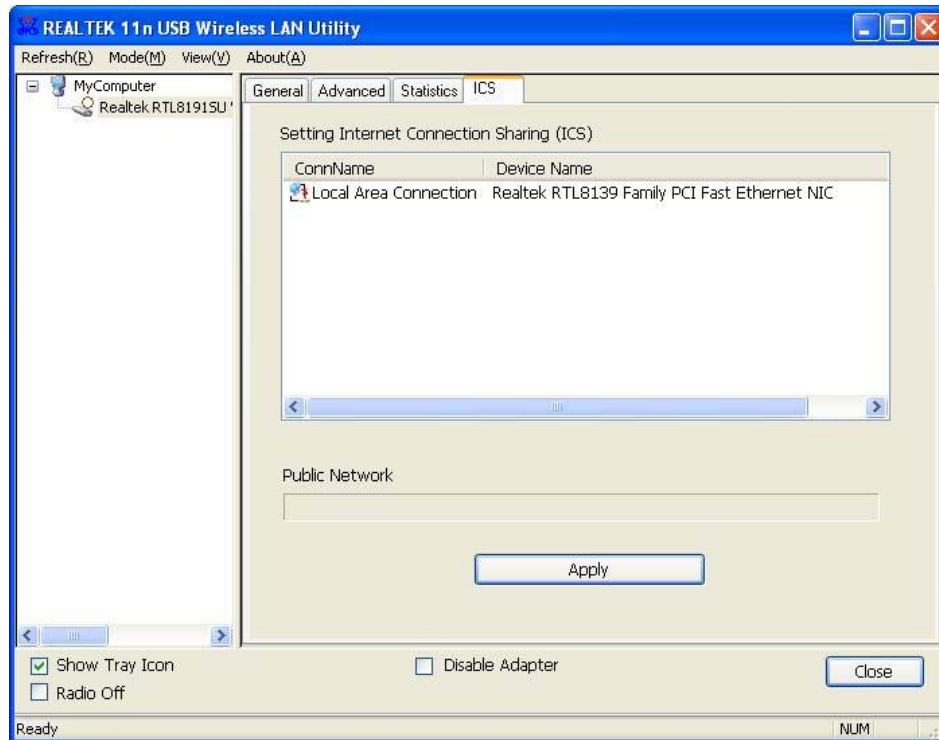 REALTEK 11n USB Wireless LAN Utility
Refresh(R) Mode(M) View(V) About(A)
MyComputer
Realtek RTL8191SU '
General Advanced Statistics ICS
Setting Internet Connection Sharing (ICS)
ConnName Device Name
Local Area Connection Realtek RTL8139 Family PCI Fast Ethernet NIC
Public Network
Apply
Show Tray Icon
Radio Off
Disable Adapter
Close
Ready
NUM